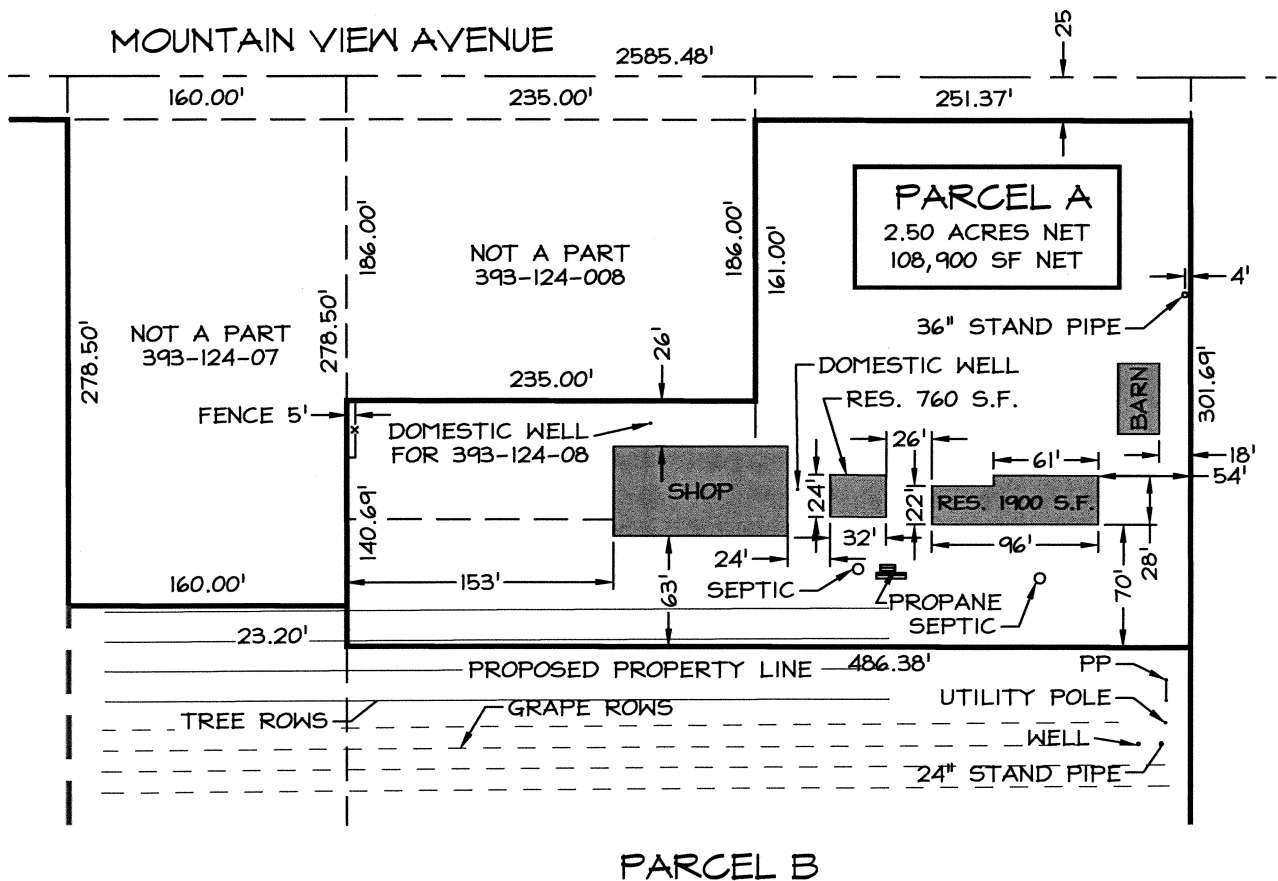 MOUNTAIN VIEW AVENUE
2585.48'
25
160.00'
235.00'
251.37'
PARCEL A
2.50 ACRES NET
108,900 SF NET
186.00'
186.00'
161.00'
NOT A PART
393-124-008
4'
36" STAND PIPE
NOT A PART
393-124-07
278.50'
278.50'
26'
235.00'
DOMESTIC WELL
RES. 760 S.F.
BARN
301.69'
FENCE 5'
x
DOMESTIC WELL
FOR 393-124-08
26'
61'
18'
54'
SHOP
24'
22'
RES. 1900 S.F.
140.69'
32'
96'
28'
24'
160.00'
153'
63'
SEPTIC
PROPANE
SEPTIC
70'
23.20'
PROPOSED PROPERTY LINE
486.38'
PP
TREE ROWS
GRAPE ROWS
UTILITY POLE
WELL
24" STAND PIPE
PARCEL B